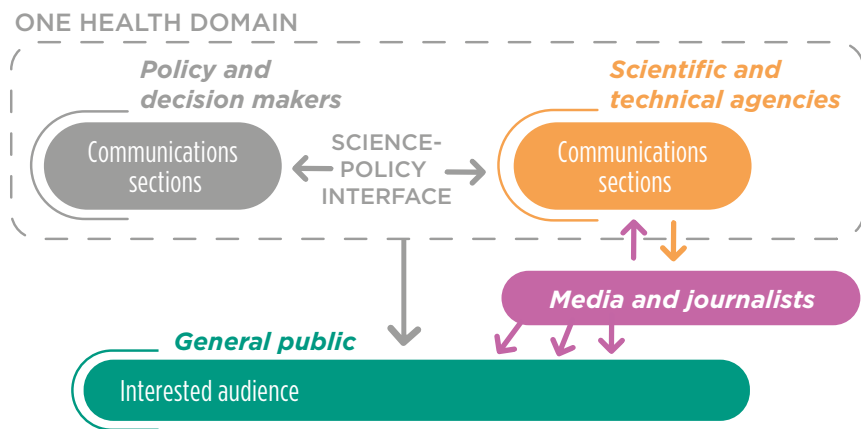 ONE HEALTH DOMAIN
Policy and
decision makers
Scientific and
technical agencies
Communications
sections
SCIENCE-
POLICY
INTERFACE
Communications
sections
Media and journalists
General public
Interested audience